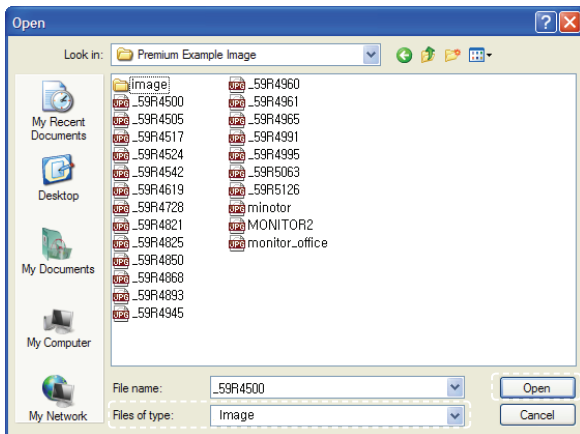 Open
Look in:
Premium Example Image
My Recent
Documents
Desktop
My Documents
My Computer
My Network
image
_59R4500
_59R4505
_59R4517
_59R4524
_59R4542
_59R4619
_59R4728
_59R4821
_59R4825
_59R4850
_59R4868
_59R4893
_59R4945
_59R4960
_59R4961
_59R4965
_59R4991
_59R4995
_59R5063
_59R5126
minotor
MONITOR2
monitor_office
File name:
_59R4500
Open
Files of type:
Image
Cancel